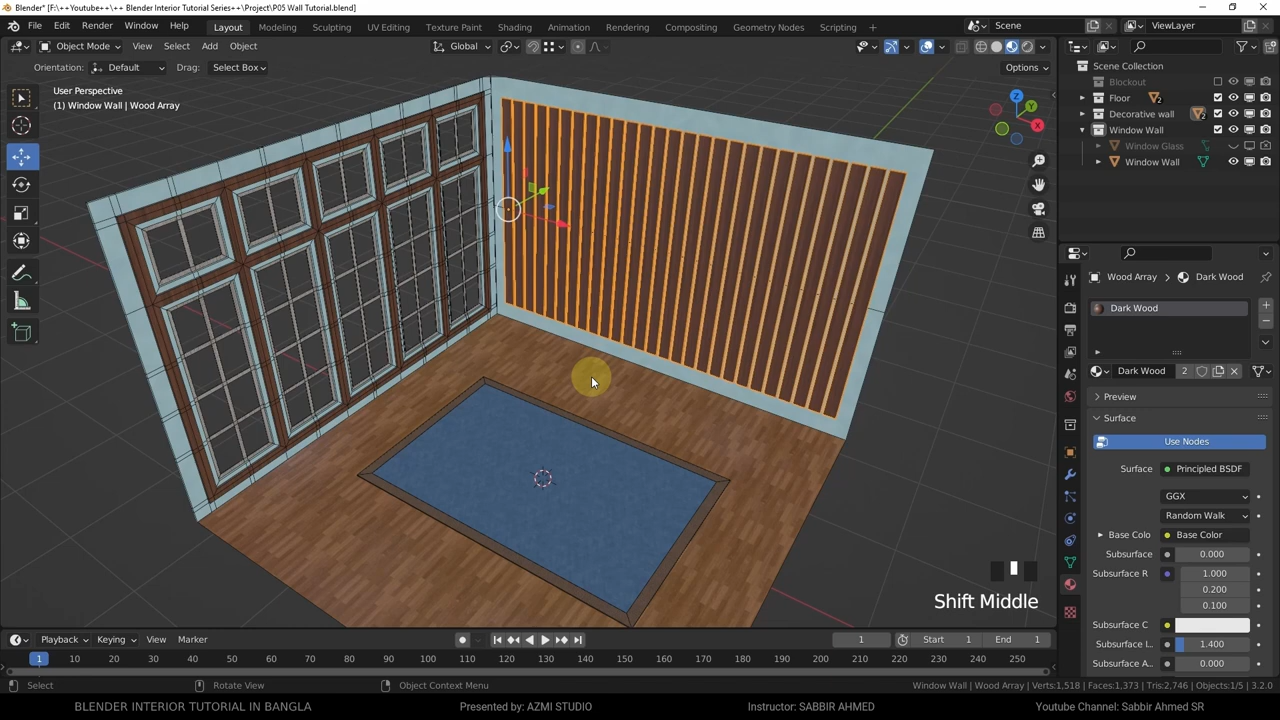 Blender* [F:\++Youtube++\++ Blender Interior Tutorial Series++\Project\P05 Wall Tutorial.blend]
File Edit Render Window Help Layout Modeling Sculpting UV Editing Texture Paint Shading Animation Rendering Compositing Geometry Nodes Scripting Scene ViewLayer
Object Mode View Select Add Object Global
Orientation: Default Drag: Select Box Options
User Perspective
(1) Window Wall | Wood Array
Z
Y
X
Scene Collection
Blockout
Floor 2
Decorative wall 2
Window Wall
Window Glass
Window Wall
Wood Array Dark Wood
Dark Wood
Dark Wood 2
Preview
Surface
Use Nodes
Surface Principled BSDF
GGX
Random Walk
Base Colo Base Color
Subsurface 0.000
Subsurface R 1.000
0.200
0.100
Subsurface C
Subsurface I... 1.400
Subsurface A... 0.000
Shift Middle
Playback Keying View Marker 1 Start 1 End 250
1 10 20 30 40 50 60 70 80 90 100 110 120 130 140 150 160 170 180 190 200 210 220 230 240 250
Select Rotate View Object Context Menu Window Wall | Wood Array | Verts:1,518 | Faces:1,373 | Tris:2,746 | Objects:1/5 | 3.2.0
BLENDER INTERIOR TUTORIAL IN BANGLA Presented by: AZMI STUDIO Instructor: SABBIR AHMED Youtube Channel: Sabbir Ahmed SR